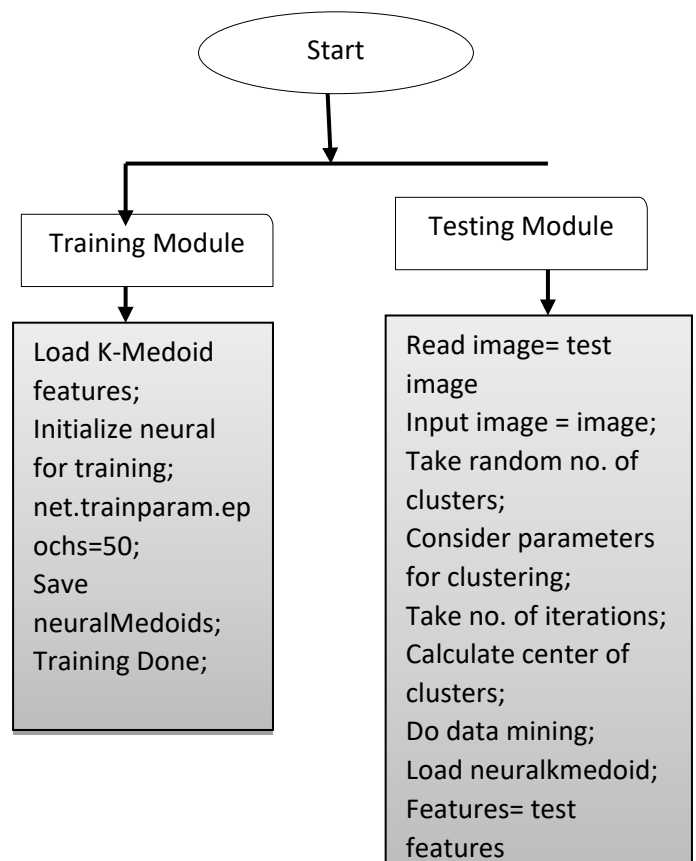 Start
Training Module
Testing Module
Load K-Medoid
features;
Initialize neural
for training;
net.trainparam.ep
ochs=50;
Save
neuralMedoids;
Training Done;
Read image= test
image
Input image = image;
Take random no. of
clusters;
Consider parameters
for clustering;
Take no. of iterations;
Calculate center of
clusters;
Do data mining;
Load neuralkmedoid;
Features= test
features